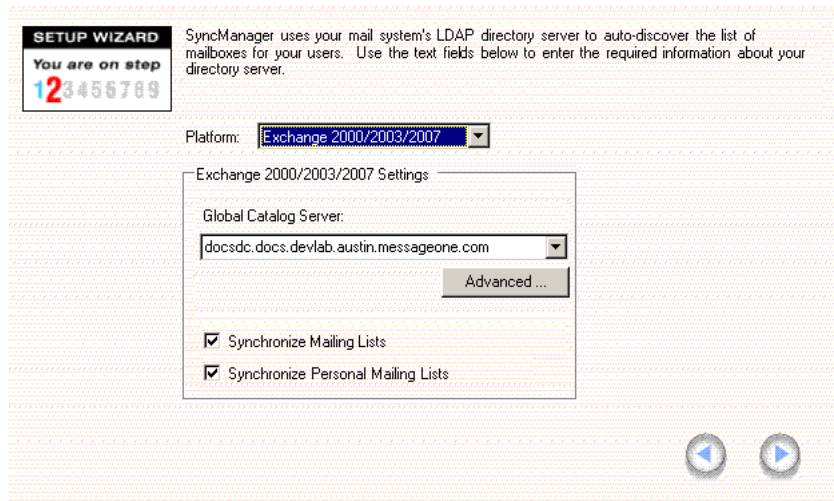 SETUP WIZARD
You are on step
123456789
SyncManager uses your mail system's LDAP directory server to auto-discover the list of
mailboxes for your users. Use the text fields below to enter the required information about your
directory server.
Platform: Exchange 2000/2003/2007
Exchange 2000/2003/2007 Settings
Global Catalog Server:
docsdc.docs.devlab.austin.messageone.com
Advanced ...
Synchronize Mailing Lists
Synchronize Personal Mailing Lists